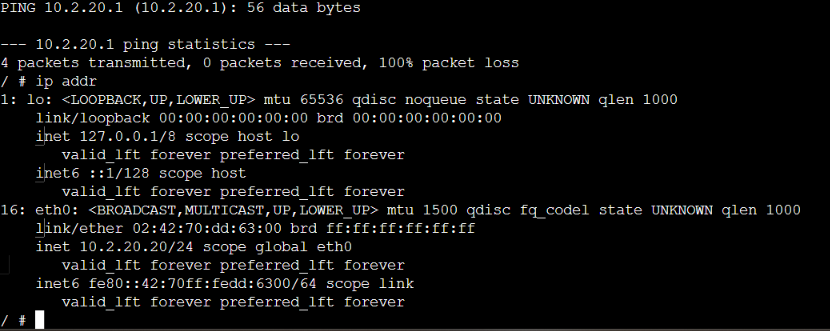 PING 10.2.20.1 (10.2.20.1): 56 data bytes

--- 10.2.20.1 ping statistics ---
4 packets transmitted, 0 packets received, 100% packet loss
/ # ip addr
1: lo: <LOOPBACK,UP,LOWER_UP> mtu 65536 qdisc noqueue state UNKNOWN qlen 1000
    link/loopback 00:00:00:00:00:00 brd 00:00:00:00:00:00
    inet 127.0.0.1/8 scope host lo
       valid_lft forever preferred_lft forever
    inet6 ::1/128 scope host
       valid_lft forever preferred_lft forever
16: eth0: <BROADCAST,MULTICAST,UP,LOWER_UP> mtu 1500 qdisc fq_codel state UNKNOWN qlen 1000
    link/ether 02:42:70:dd:63:00 brd ff:ff:ff:ff:ff:ff
    inet 10.2.20.20/24 scope global eth0
       valid_lft forever preferred_lft forever
    inet6 fe80::42:70ff:fedd:6300/64 scope link
       valid_lft forever preferred_lft forever
/ #